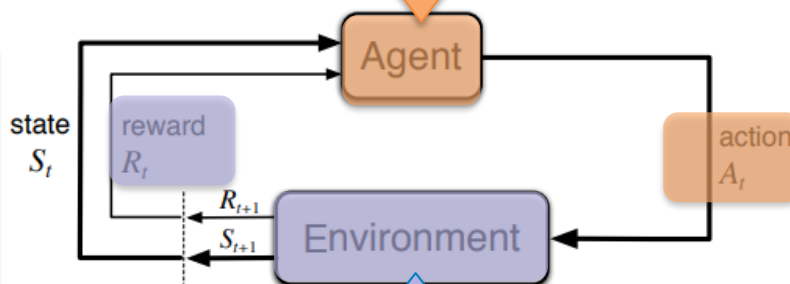 Agent
state
S_t
reward
R_t
action
A_t
R_{t+1}
S_{t+1}
Environment